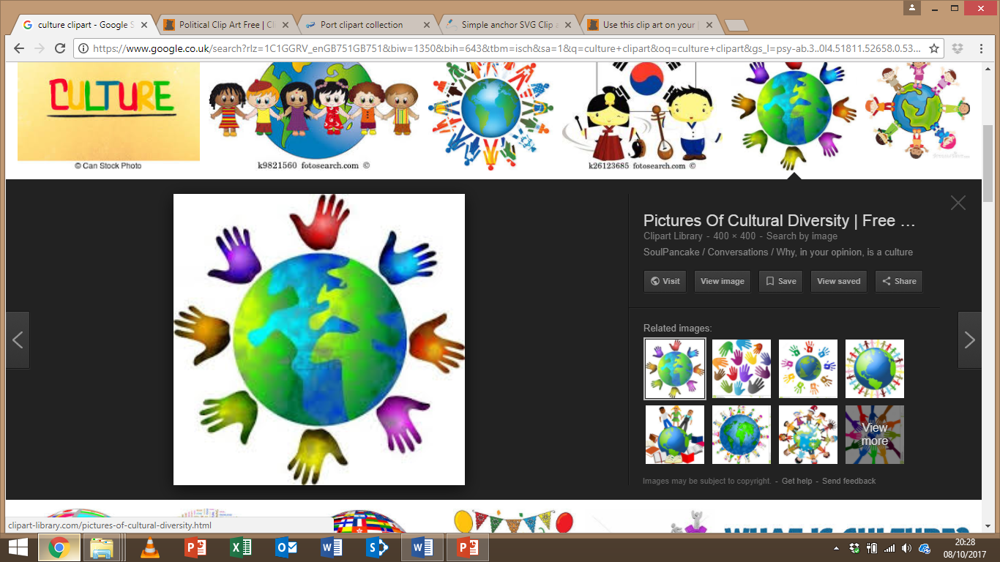 culture clipart - Google S
Political Clip Art Free | Cl
Port clipart collection
Simple anchor SVG Clip a
Use this clip art on your
https://www.google.co.uk/search?rlz=1C1GGRV_enGB751GB751&biw=1350&bih=643&tbm=isch&sa=1&q=culture+clipart&oq=culture+clipart&gs_l=psy-ab.3..0l4.51811.52658.0.53...
CULTURE
© Can Stock Photo
k9821560 fotosearch.com ©
k26123685 fotosearch.com ©
Pictures Of Cultural Diversity | Free ...
Clipart Library - 400 × 400 - Search by image
SoulPancake / Conversations / Why, in your opinion, is a culture
Visit
View image
Save
View saved
Share
Related images:
View
more
Images may be subject to copyright. - Get help - Send feedback
WHAT IS CULTURE?
clipart-library.com/pictures-of-cultural-diversity.html
20:28
08/10/2017